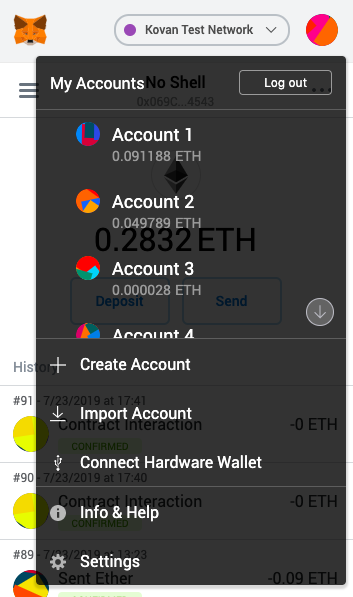 Kovan Test Network
My Accounts
Log out
No Shell
0x069C...4543
Account 1
0.091188 ETH
Account 2
0.049789 ETH
0.2832 ETH
Account 3
0.000028 ETH
Deposit
Send
Account 4
History
Create Account
#91 - 7/23/2019 at 17:41
Import Account
Contract Interaction
-0 ETH
CONFIRMED
Connect Hardware Wallet
#90 - 7/23/2019 at 17:40
Contract Interaction
-0 ETH
Info & Help
CONFIRMED
#89 - 7/23/2019 at 13:23
Settings
Sent Ether
-0.09 ETH